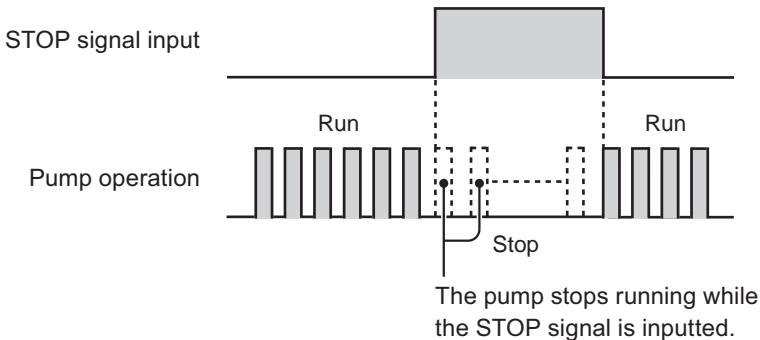 STOP signal input
Run
Run
Pump operation
Stop
The pump stops running while
the STOP signal is inputted.